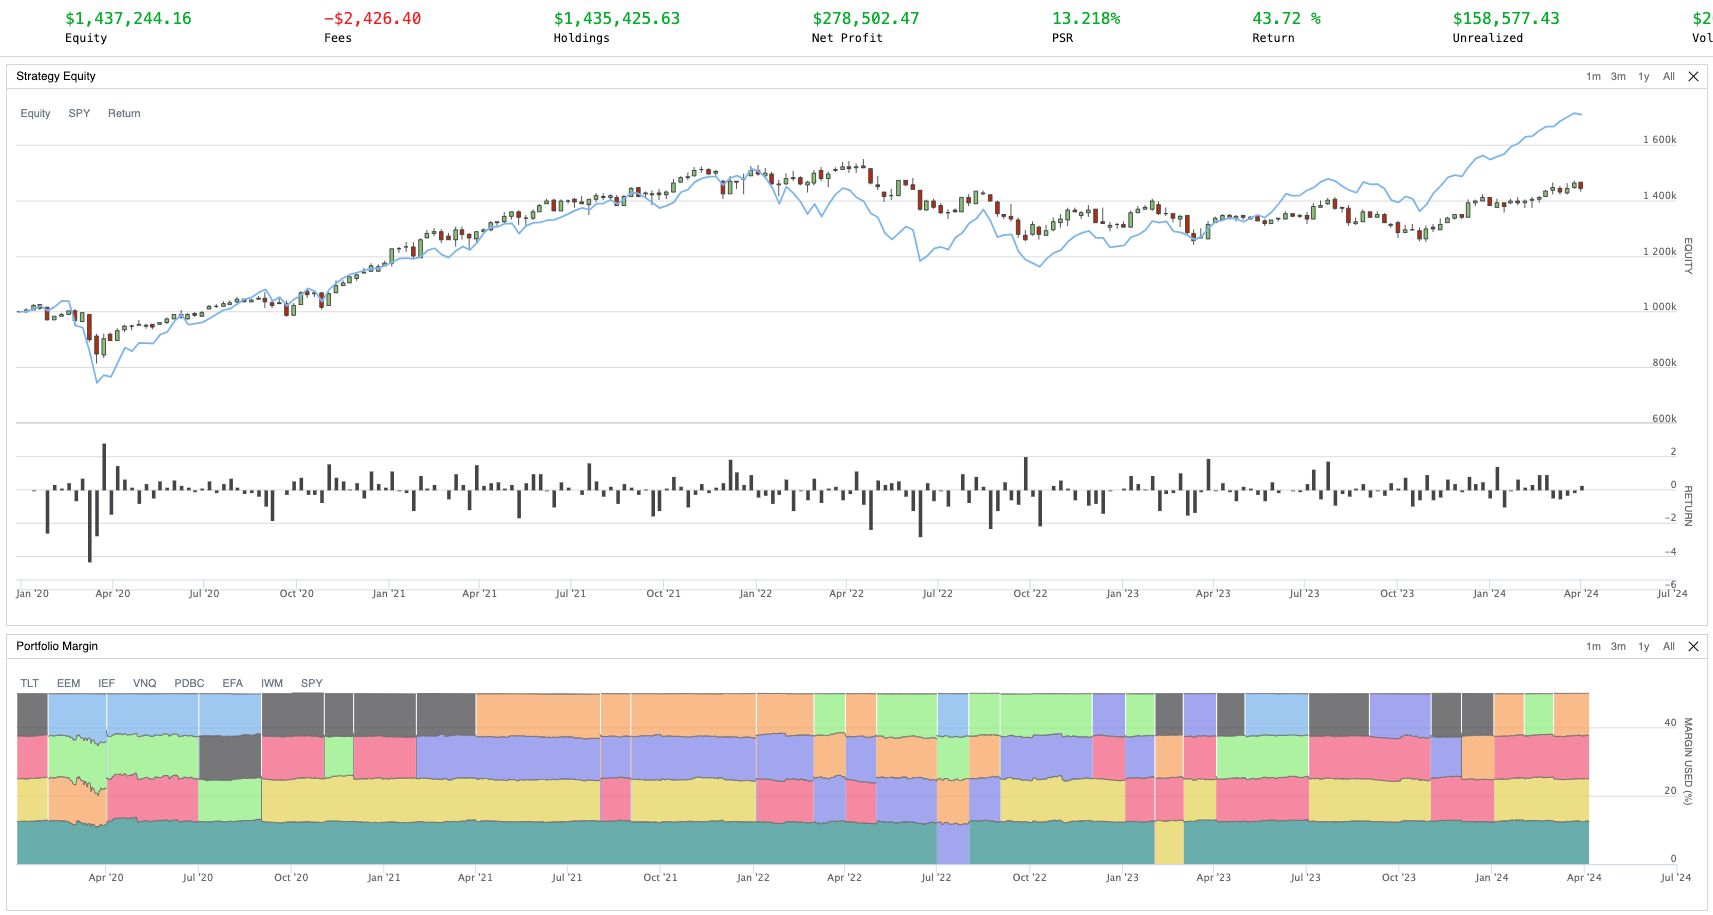 $1,437,244.16 −$2,426.40 $1,435,425.63 $278,502.47 13.218% 43.72 % $158,577.43 $2
Equity Fees Holdings Net Profit PSR Return Unrealized Vol
Strategy Equity 1m 3m 1y All
Equity SPY Return
1 600k
1 400k
1 200k
1 000k
800k
600k
EQUITY
2
0
−2
−4
−6
RETURN
Jan '20 Apr '20 Jul '20 Oct '20 Jan '21 Apr '21 Jul '21 Oct '21 Jan '22 Apr '22 Jul '22 Oct '22 Jan '23 Apr '23 Jul '23 Oct '23 Jan '24 Apr '24 Jul '24
Portfolio Margin 1m 3m 1y All
TLT EEM IEF VNQ PDBC EFA IWM SPY
40
20
0
MARGIN USED (%)
Apr '20 Jul '20 Oct '20 Jan '21 Apr '21 Jul '21 Oct '21 Jan '22 Apr '22 Jul '22 Oct '22 Jan '23 Apr '23 Jul '23 Oct '23 Jan '24 Apr '24 Jul '24